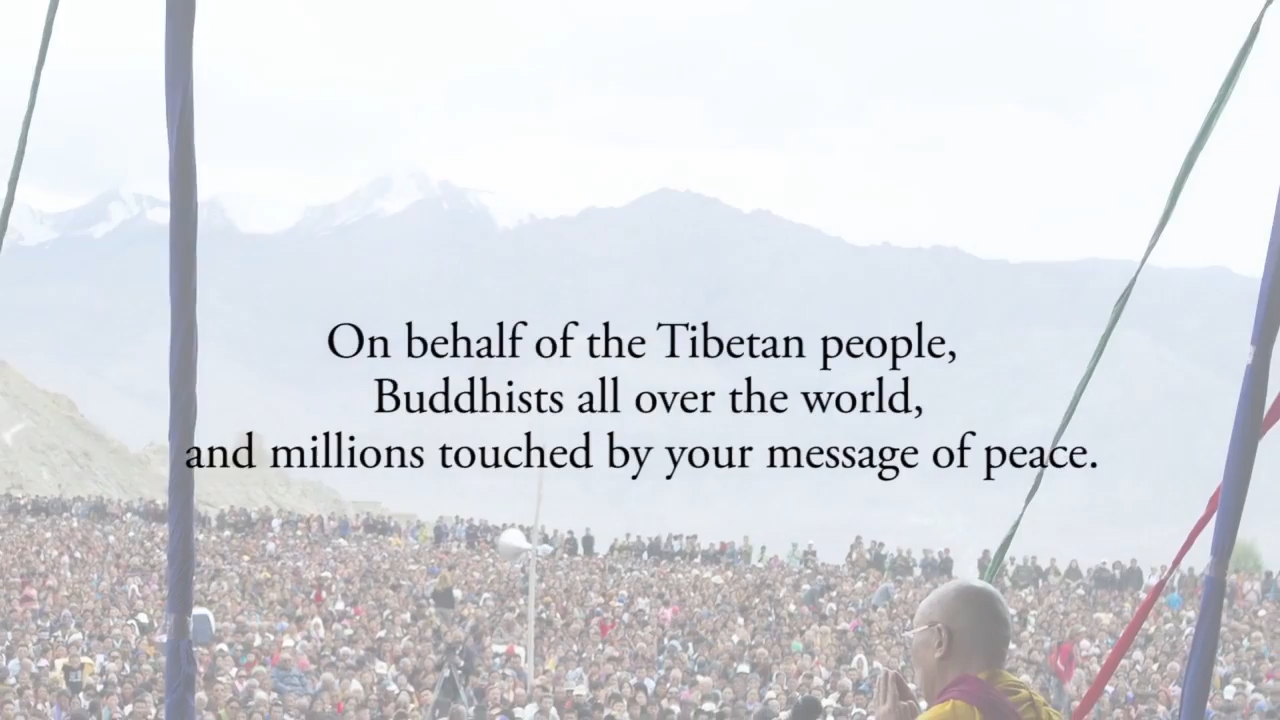 On behalf of the Tibetan people,
Buddhists all over the world,
and millions touched by your message of peace.